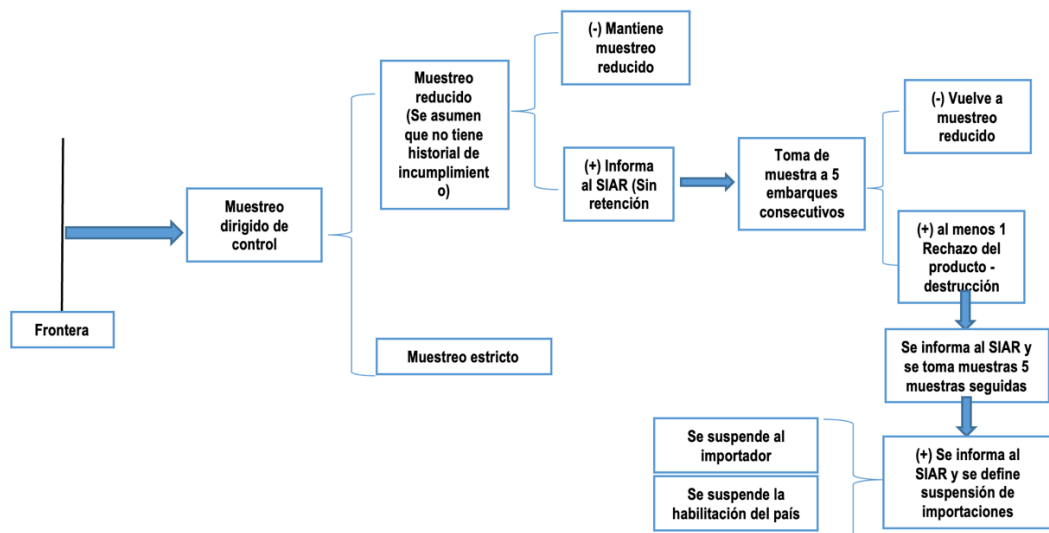 (-) Mantiene
muestreo
reducido
Muestreo
reducido
(Se asumen
que no tiene
historial de
incumplimient
o)
(-) Vuelve a
muestreo
reducido
(+) Informa
al SIAR (Sin
retención
Toma de
muestra a 5
embarques
consecutivos
Muestreo
dirigido de
control
(+) al menos 1
Rechazo del
producto -
destrucción
Frontera
Muestreo estricto
Se informa al SIAR y
se toma muestras 5
muestras seguidas
Se suspende al
importador
(+) Se informa al
SIAR y se define
suspensión de
importaciones
Se suspende la
habilitación del país